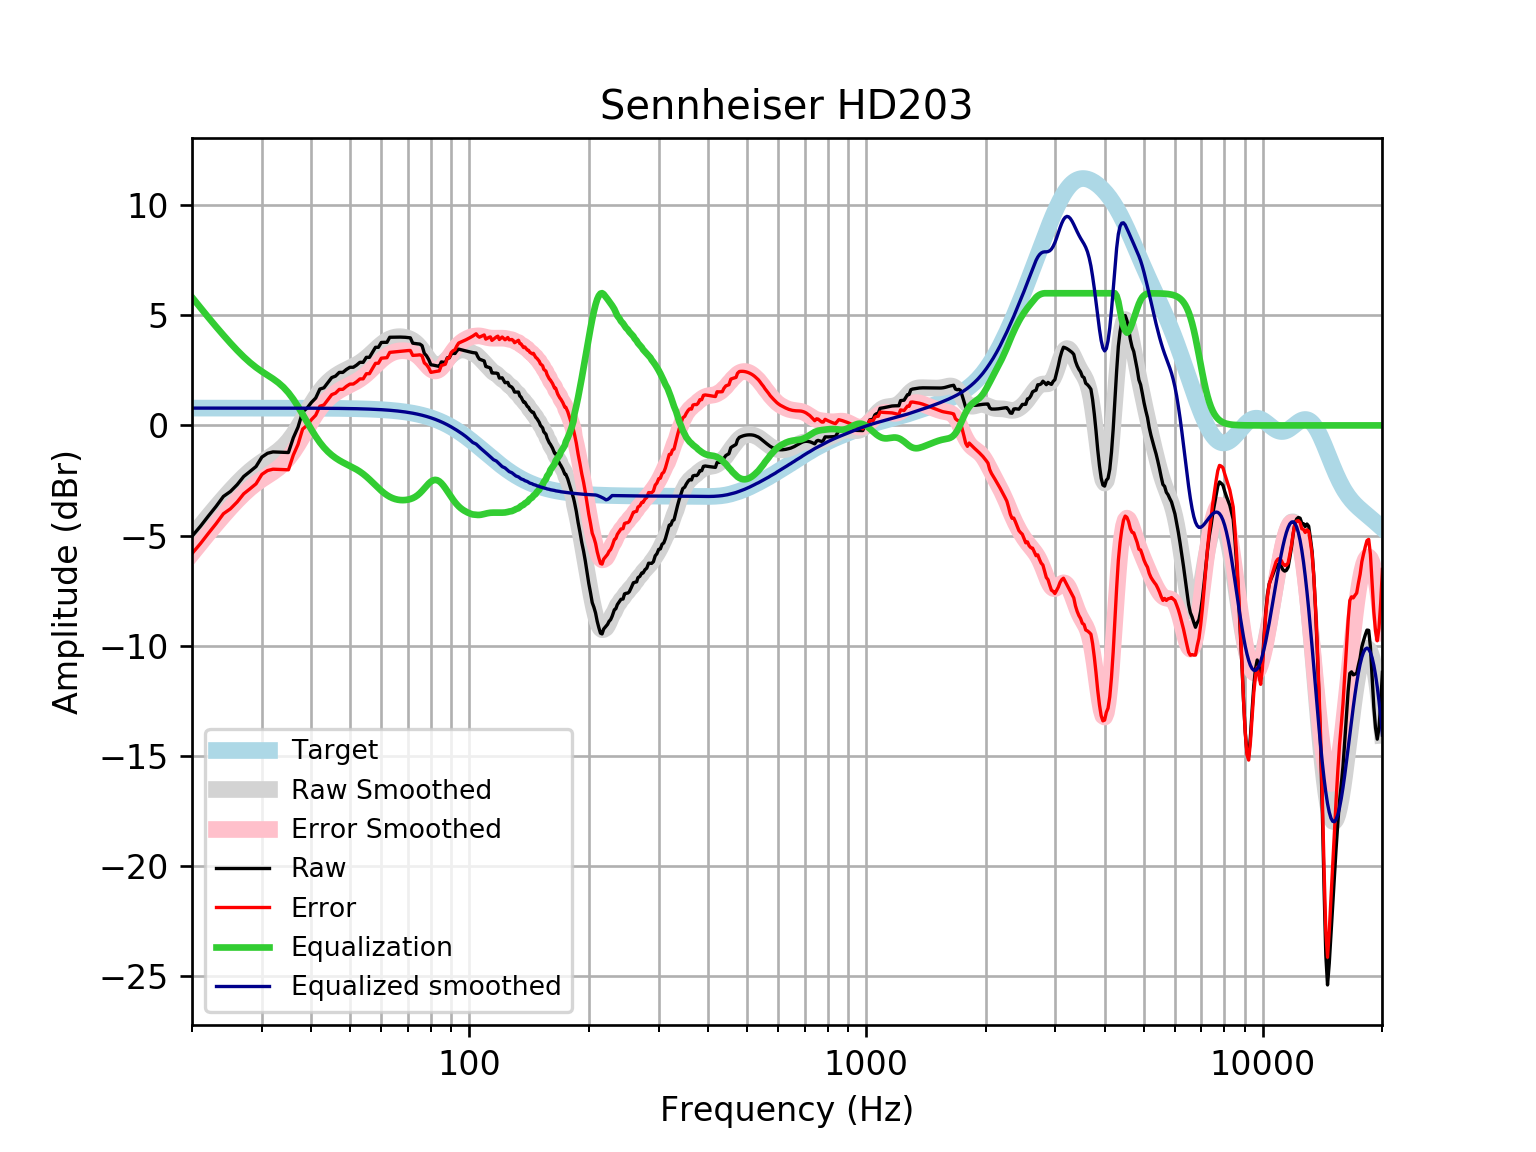 Sennheiser HD203
10
5
0
−5
−10
−15
−20
−25
Amplitude (dBr)
Target
Raw Smoothed
Error Smoothed
Raw
Error
Equalization
Equalized smoothed
100 1000 10000
Frequency (Hz)